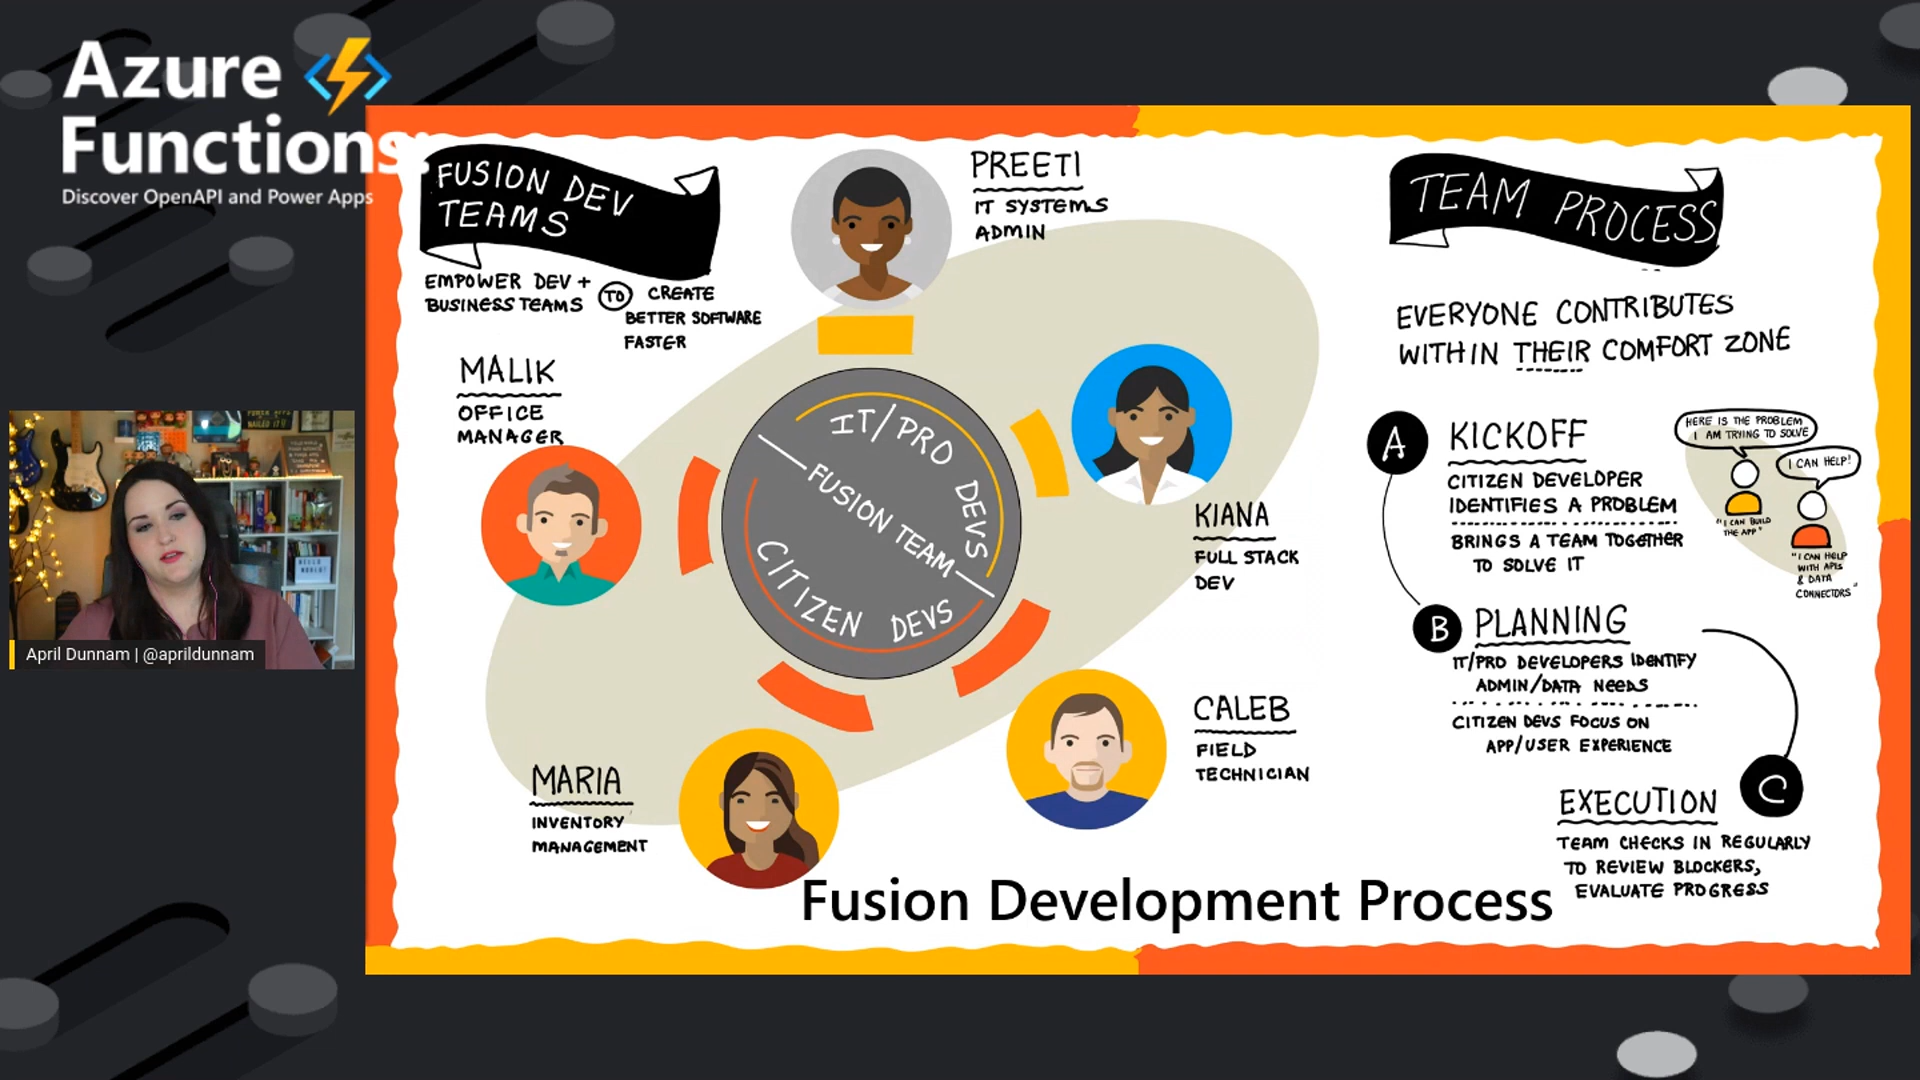 Azure
Functions:
Discover OpenAPI and Power Apps
FUSION DEV
TEAMS
EMPOWER DEV +
BUSINESS TEAMS
TO
CREATE
BETTER SOFTWARE
FASTER
PREETI
IT SYSTEMS
ADMIN
MALIK
OFFICE
MANAGER
IT/PRO DEVS
FUSION TEAM
CITIZEN DEVS
KIANA
FULL STACK
DEV
CALEB
FIELD
TECHNICIAN
MARIA
INVENTORY
MANAGEMENT
TEAM PROCESS
EVERYONE CONTRIBUTES
WITHIN THEIR COMFORT ZONE
A
KICKOFF
CITIZEN DEVELOPER
IDENTIFIES A PROBLEM
BRINGS A TEAM TOGETHER
TO SOLVE IT
HERE IS THE PROBLEM
I AM TRYING TO SOLVE
I CAN HELP!
"I CAN BUILD
THE APP"
"I CAN HELP
WITH APIS
& DATA
CONNECTORS"
B
PLANNING
IT/PRO DEVELOPERS IDENTIFY
ADMIN/DATA NEEDS
CITIZEN DEVS FOCUS ON
APP/USER EXPERIENCE
C
EXECUTION
TEAM CHECKS IN REGULARLY
TO REVIEW BLOCKERS,
EVALUATE PROGRESS
Fusion Development Process
April Dunnam | @aprildunnam